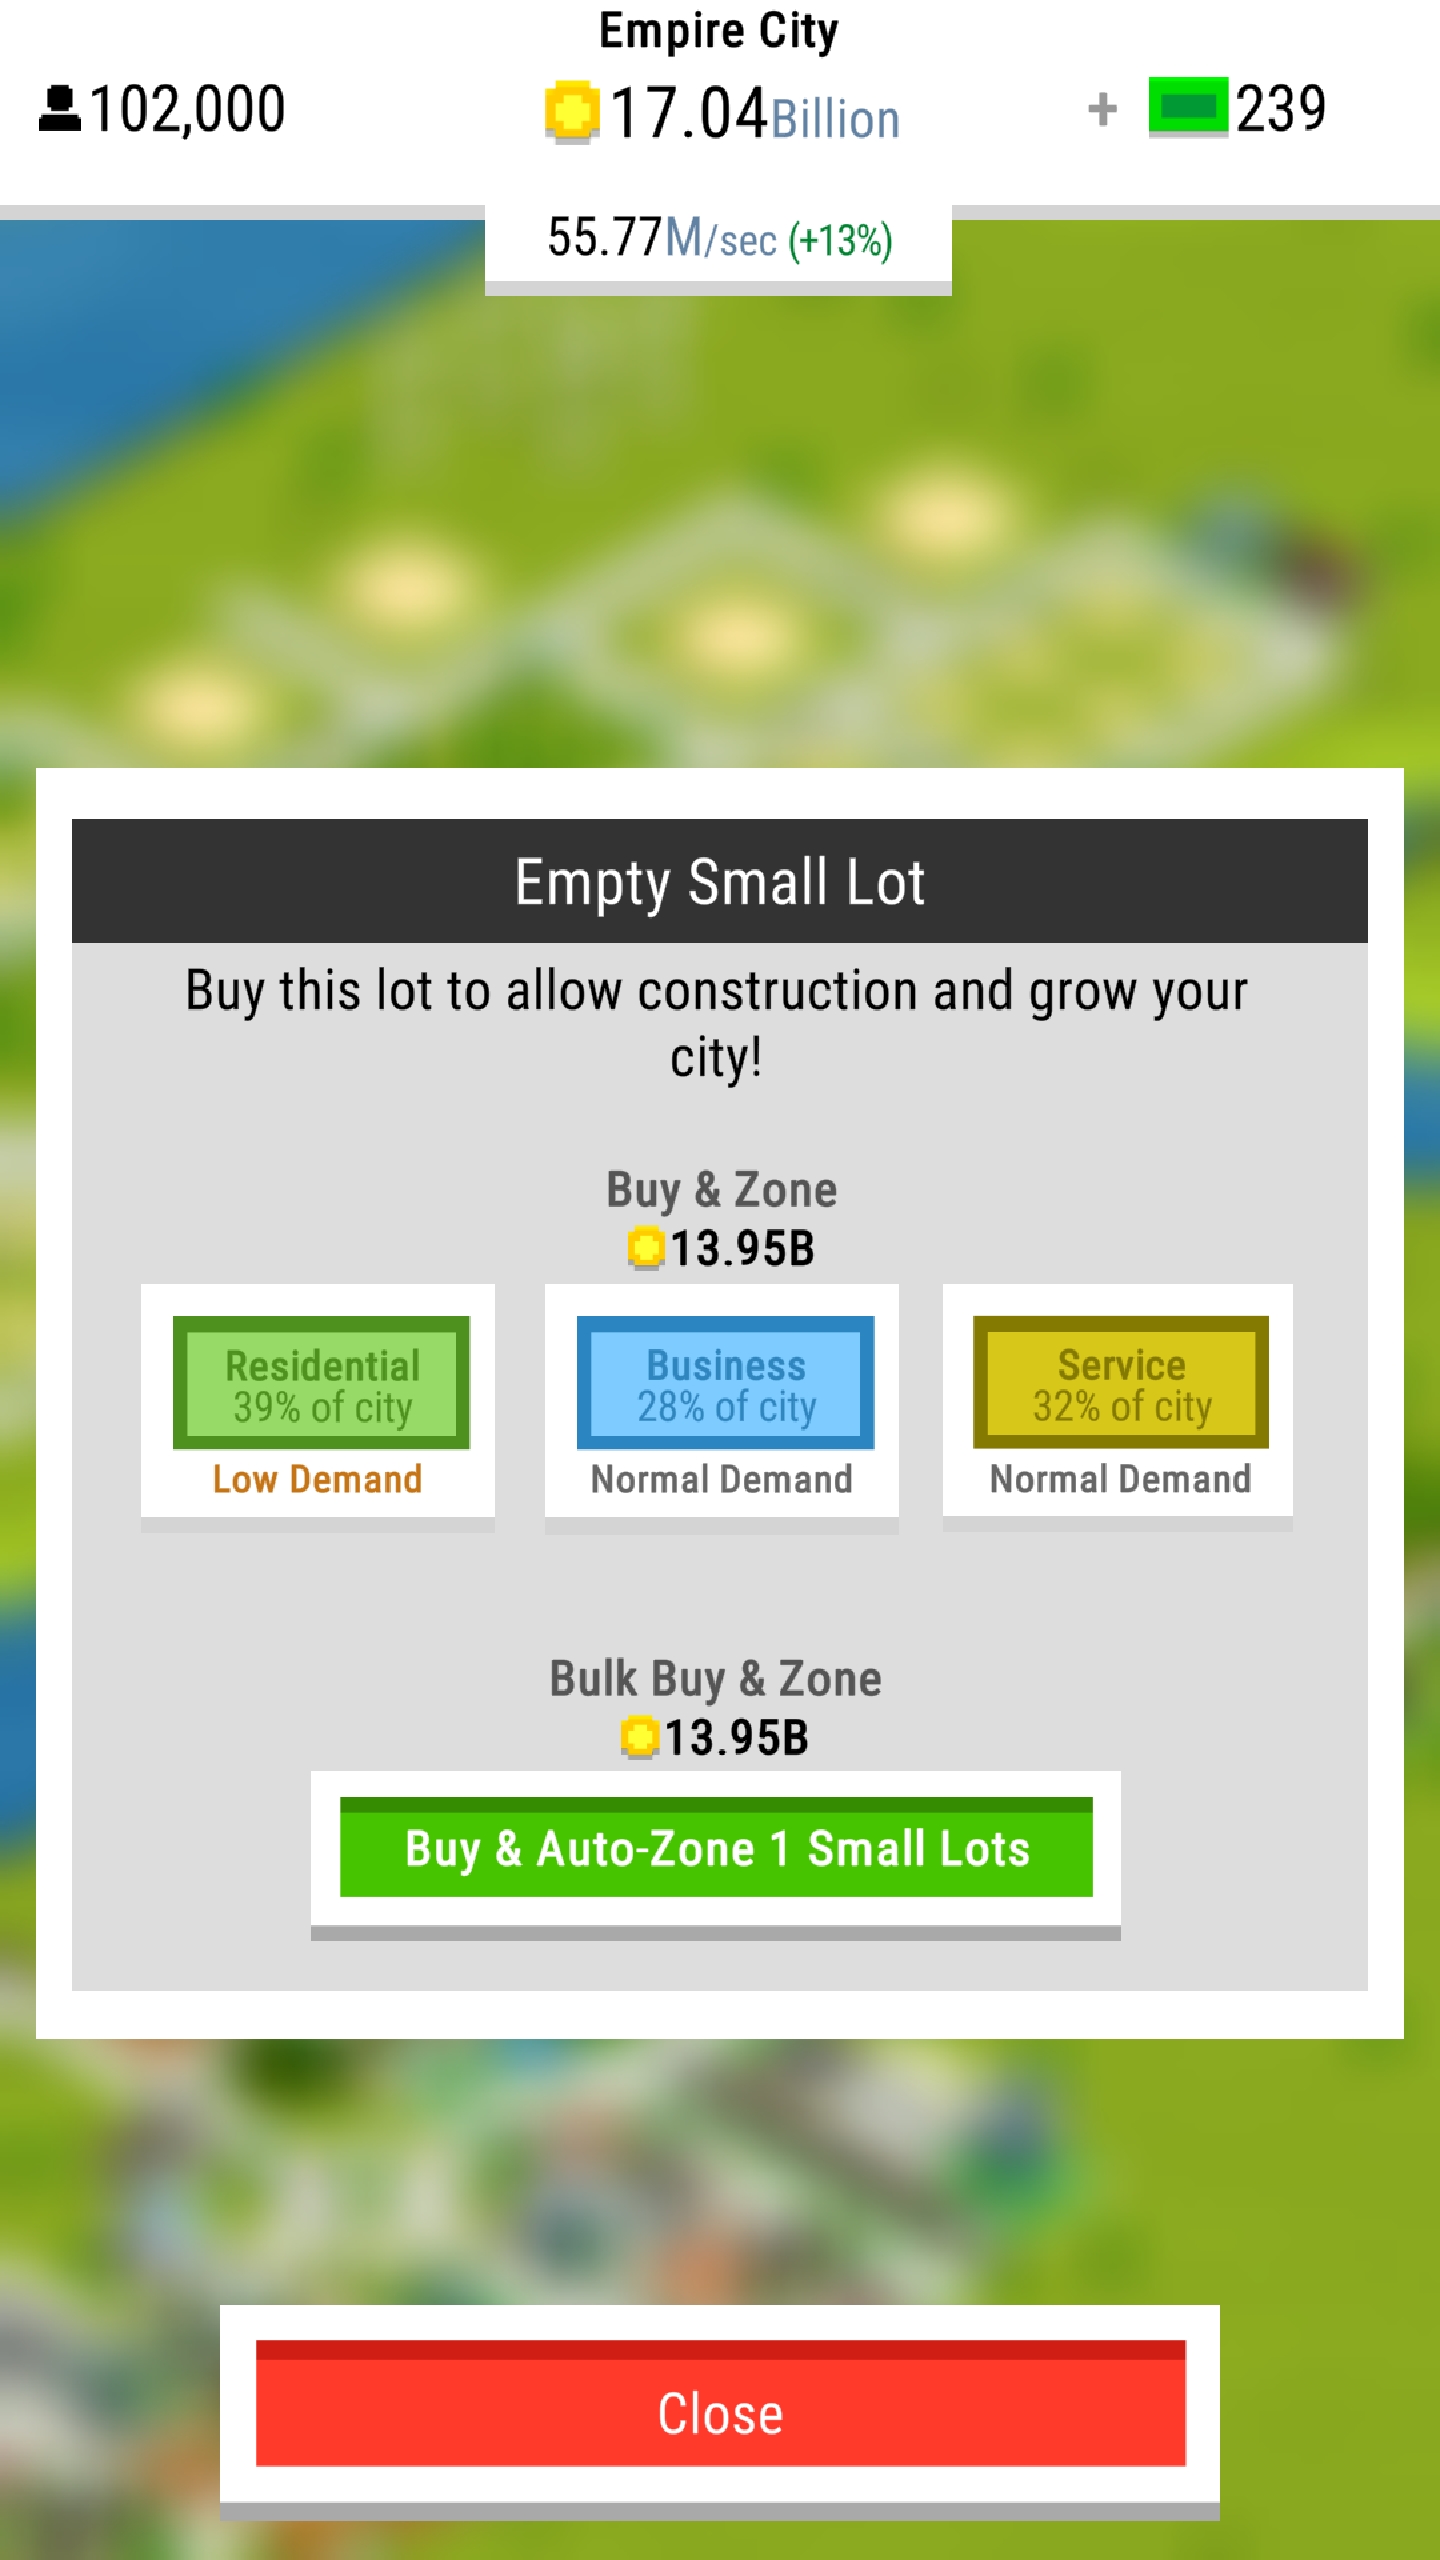 Empire City
102,000
17.04Billion
+ 239
55.77M/sec (+13%)
Empty Small Lot
Buy this lot to allow construction and grow your
city!
Buy & Zone
13.95B
Residential
39% of city
Low Demand
Business
28% of city
Normal Demand
Service
32% of city
Normal Demand
Bulk Buy & Zone
13.95B
Buy & Auto-Zone 1 Small Lots
Close